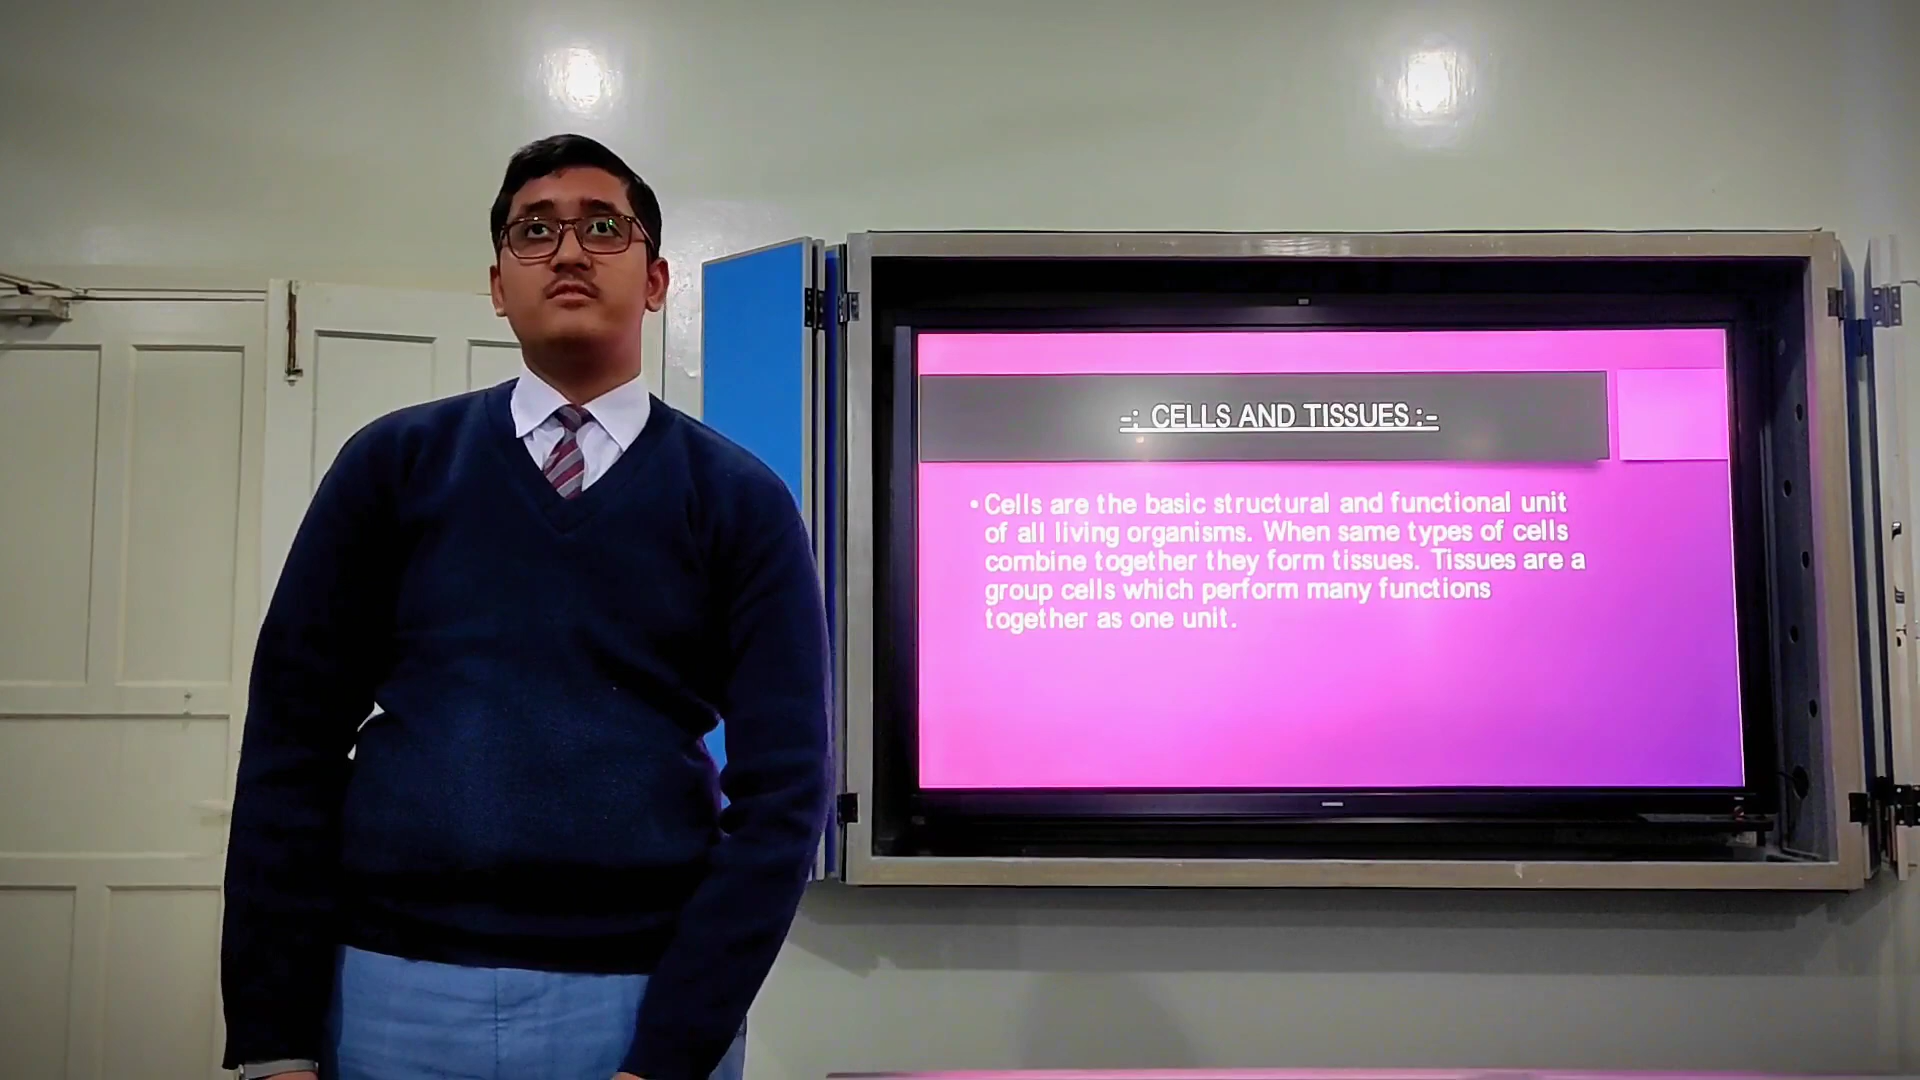 -: CELLS AND TISSUES :-
• Cells are the basic structural and functional unit
of all living organisms. When same types of cells
combine together they form tissues. Tissues are a
group cells which perform many functions
together as one unit.